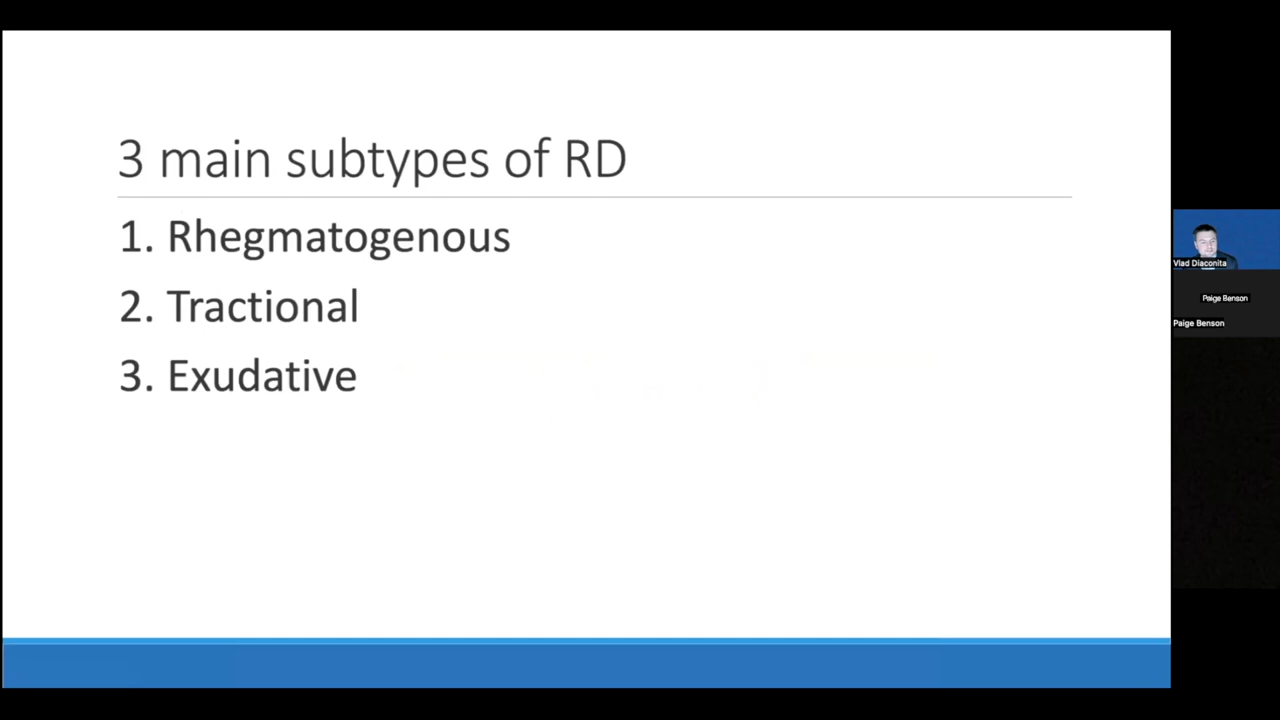 3 main subtypes of RD
1. Rhegmatogenous
2. Tractional
3. Exudative
Vlad Diaconita
Paige Benson
Paige Benson